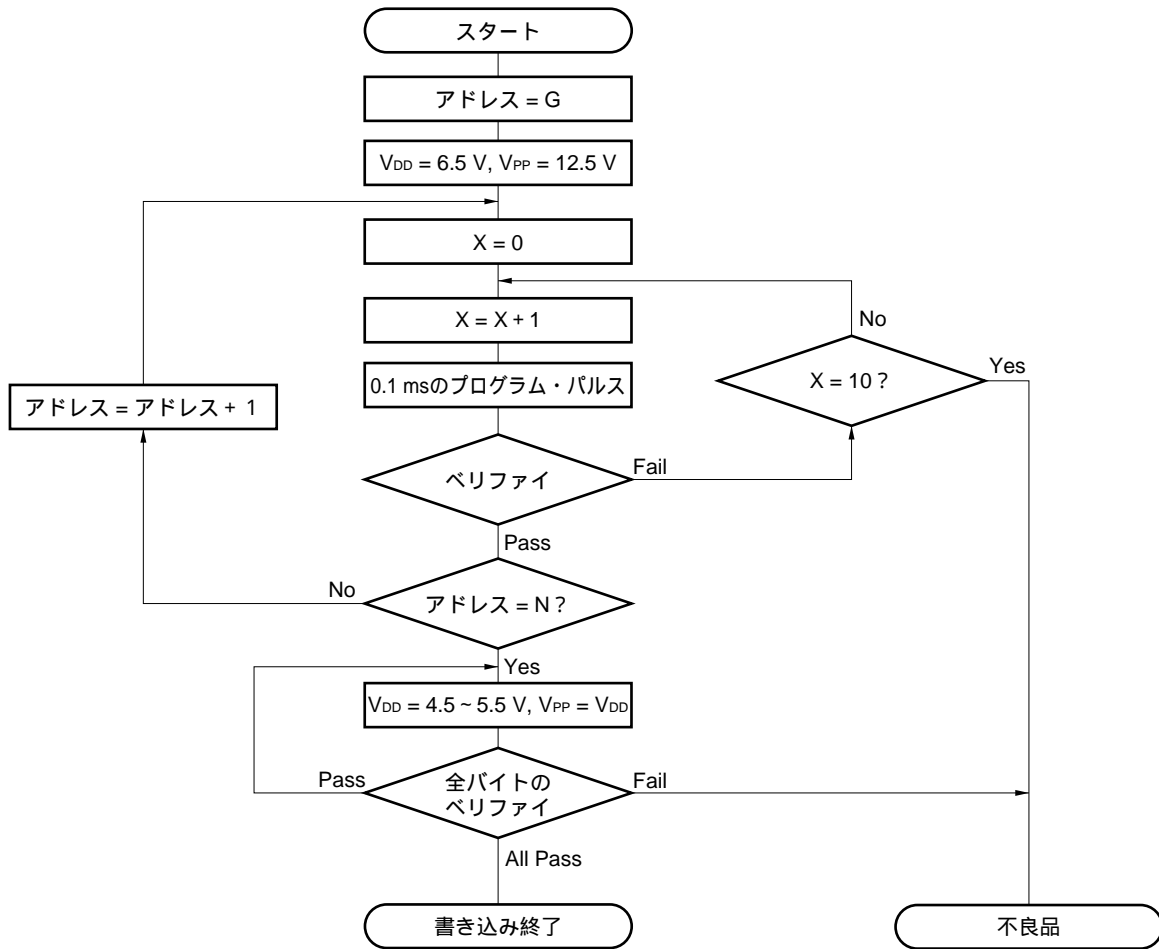 スタート
アドレス = G
VDD = 6.5 V, VPP = 12.5 V
X = 0
X = X + 1
No
X = 10 ?
Yes
0.1 msのプログラム・パルス
アドレス = アドレス + 1
ベリファイ
Fail
Pass
No
アドレス = N ?
Yes
VDD = 4.5 ~ 5.5 V, VPP = VDD
Pass
全バイトの
ベリファイ
Fail
All Pass
書き込み終了
不良品